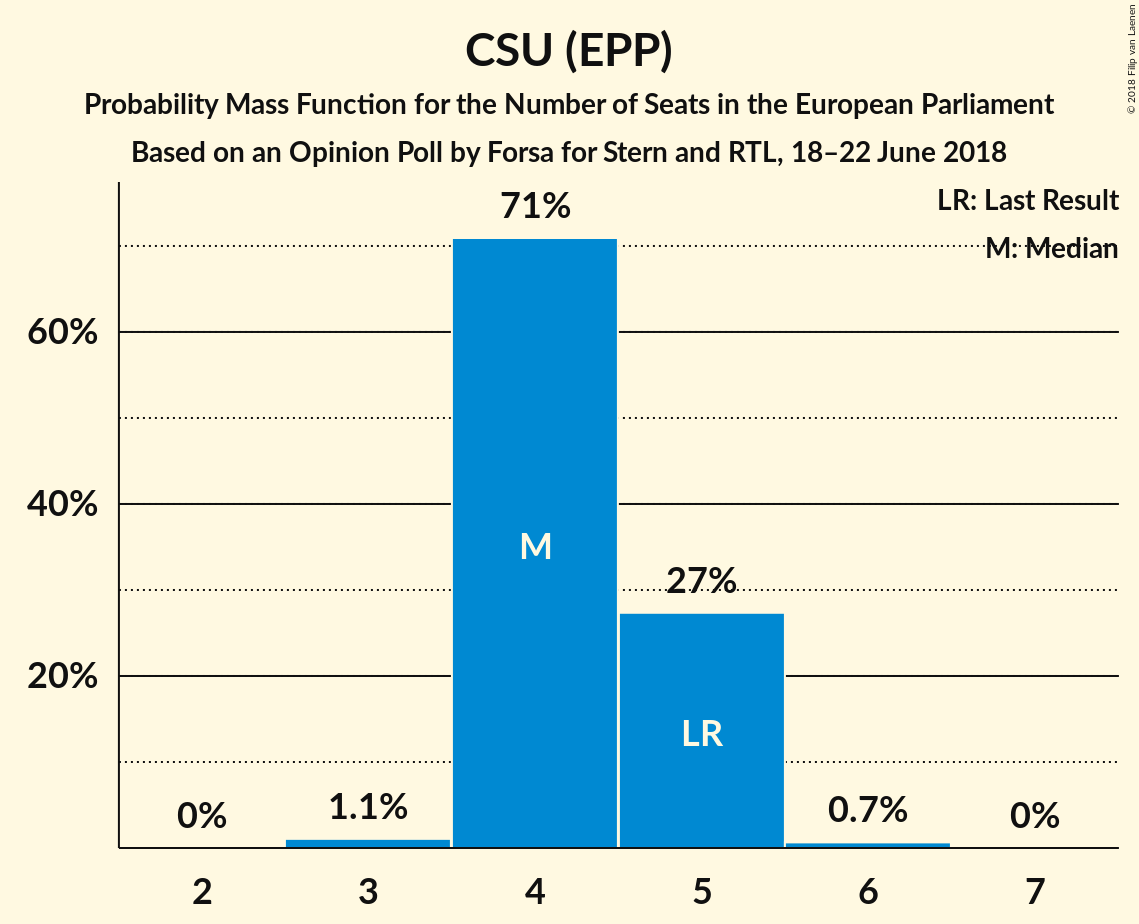 CSU (EPP)
Probability Mass Function for the Number of Seats in the European Parliament
Based on an Opinion Poll by Forsa for Stern and RTL, 18–22 June 2018
© 2018 Filip van Laenen
LR: Last Result
M: Median
71%
60%
40%
M
27%
20%
LR
0%
1.1%
0.7%
0%
2 3 4 5 6 7